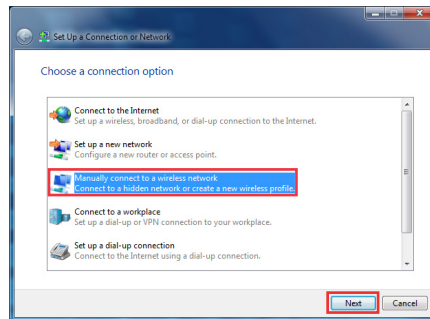 Set Up a Connection or Network
Choose a connection option
Connect to the Internet
Set up a wireless, broadband, or dial-up connection to the Internet.
Set up a new network
Configure a new router or access point.
Manually connect to a wireless network
Connect to a hidden network or create a new wireless profile.
Connect to a workplace
Set up a dial-up or VPN connection to your workplace.
Set up a dial-up connection
Connect to the Internet using a dial-up connection.
Next
Cancel